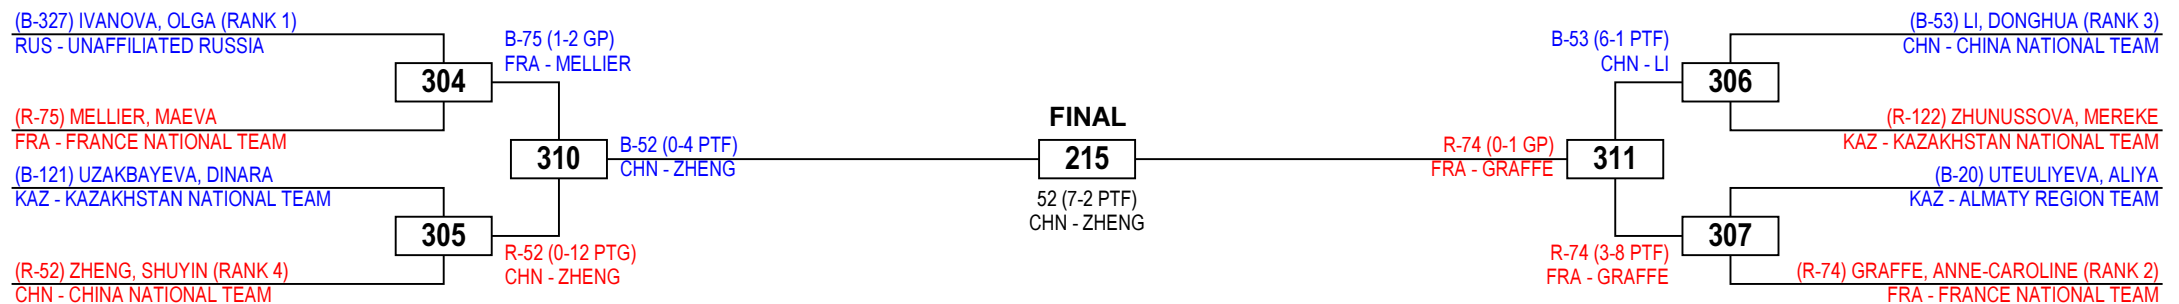 (B-327) IVANOVA, OLGA (RANK 1)
RUS - UNAFFILIATED RUSSIA
304
(R-75) MELLIER, MAEVA
FRA - FRANCE NATIONAL TEAM
B-75 (1-2 GP)
FRA - MELLIER
(B-121) UZAKBAYEVA, DINARA
KAZ - KAZAKHSTAN NATIONAL TEAM
305
(R-52) ZHENG, SHUYIN (RANK 4)
CHN - CHINA NATIONAL TEAM
R-52 (0-12 PTG)
CHN - ZHENG
310
B-52 (0-4 PTF)
CHN - ZHENG
FINAL
215
52 (7-2 PTF)
CHN - ZHENG
R-74 (0-1 GP)
FRA - GRAFFE
311
B-53 (6-1 PTF)
CHN - LI
(B-53) LI, DONGHUA (RANK 3)
CHN - CHINA NATIONAL TEAM
306
(R-122) ZHUNUSSOVA, MEREKE
KAZ - KAZAKHSTAN NATIONAL TEAM
R-74 (3-8 PTF)
FRA - GRAFFE
(B-20) UTEULIYEVA, ALIYA
KAZ - ALMATY REGION TEAM
307
(R-74) GRAFFE, ANNE-CAROLINE (RANK 2)
FRA - FRANCE NATIONAL TEAM